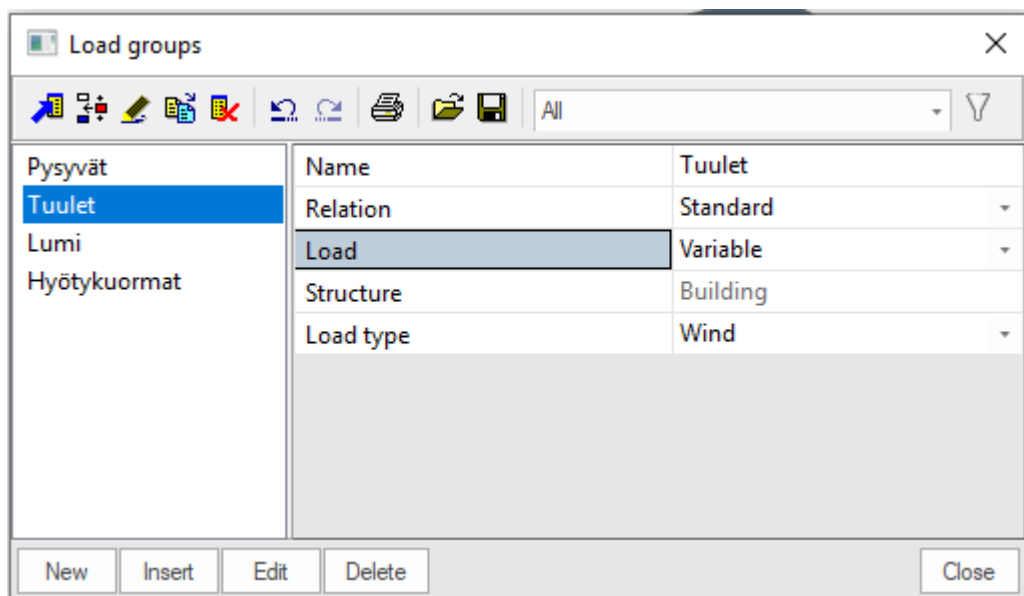 Load groups
All
Pysyvät
Tuulet
Lumi
Hyötykuormat
Name Tuulet
Relation Standard
Load Variable
Structure Building
Load type Wind
New Insert Edit Delete Close